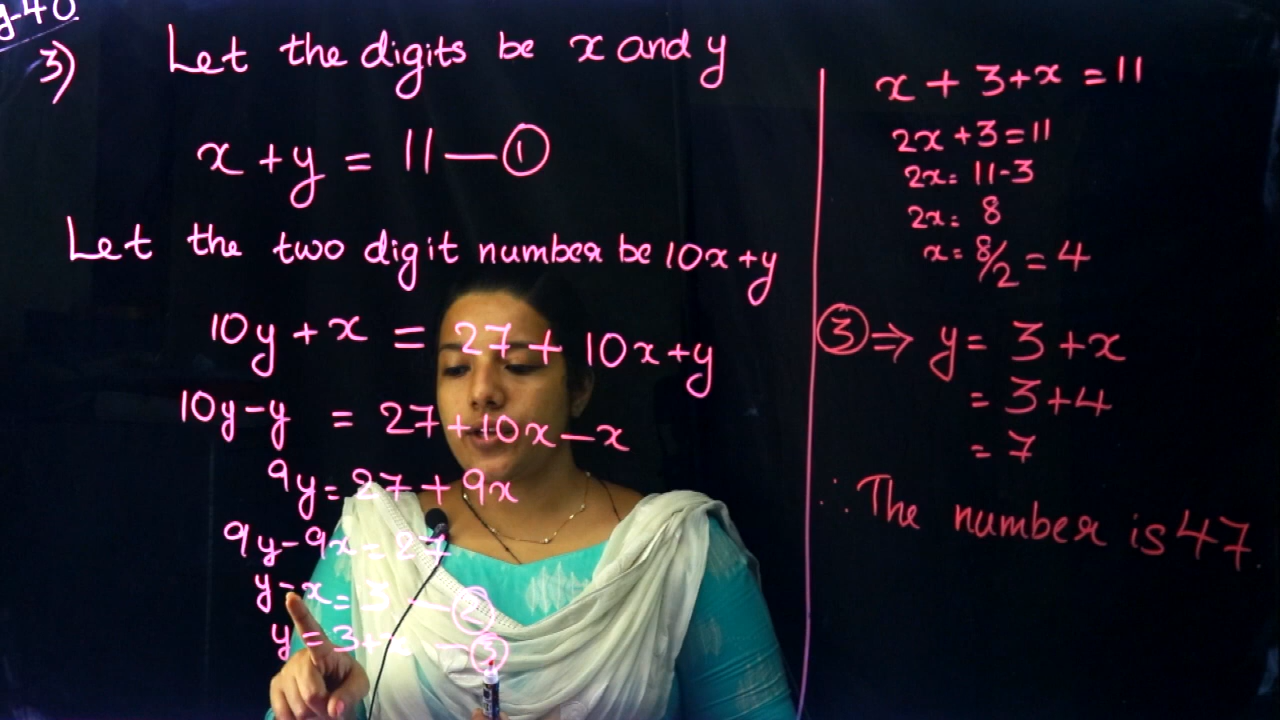 3) Let the digits be x and y
x + y = 11 — ①
Let the two digit number be 10x+y
10y + x = 27 + 10x+y
10y-y = 27+10x-x
9y = 27 + 9x
9y-9x = 27
y-x = 3 — ②
y = 3+x — ③
x + 3+x = 11
2x + 3 = 11
2x = 11-3
2x = 8
x = 8/2 = 4
③ ⇒ y = 3 + x
= 3+4
= 7
∴ The number is 47.